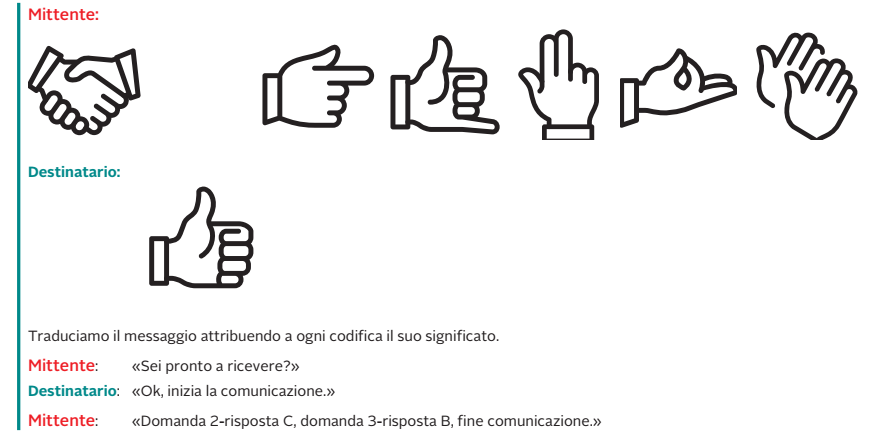 Mittente:
Destinatario:
Traduciamo il messaggio attribuendo a ogni codifica il suo significato.
Mittente: «Sei pronto a ricevere?»
Destinatario: «Ok, inizia la comunicazione.»
Mittente: «Domanda 2-risposta C, domanda 3-risposta B, fine comunicazione.»